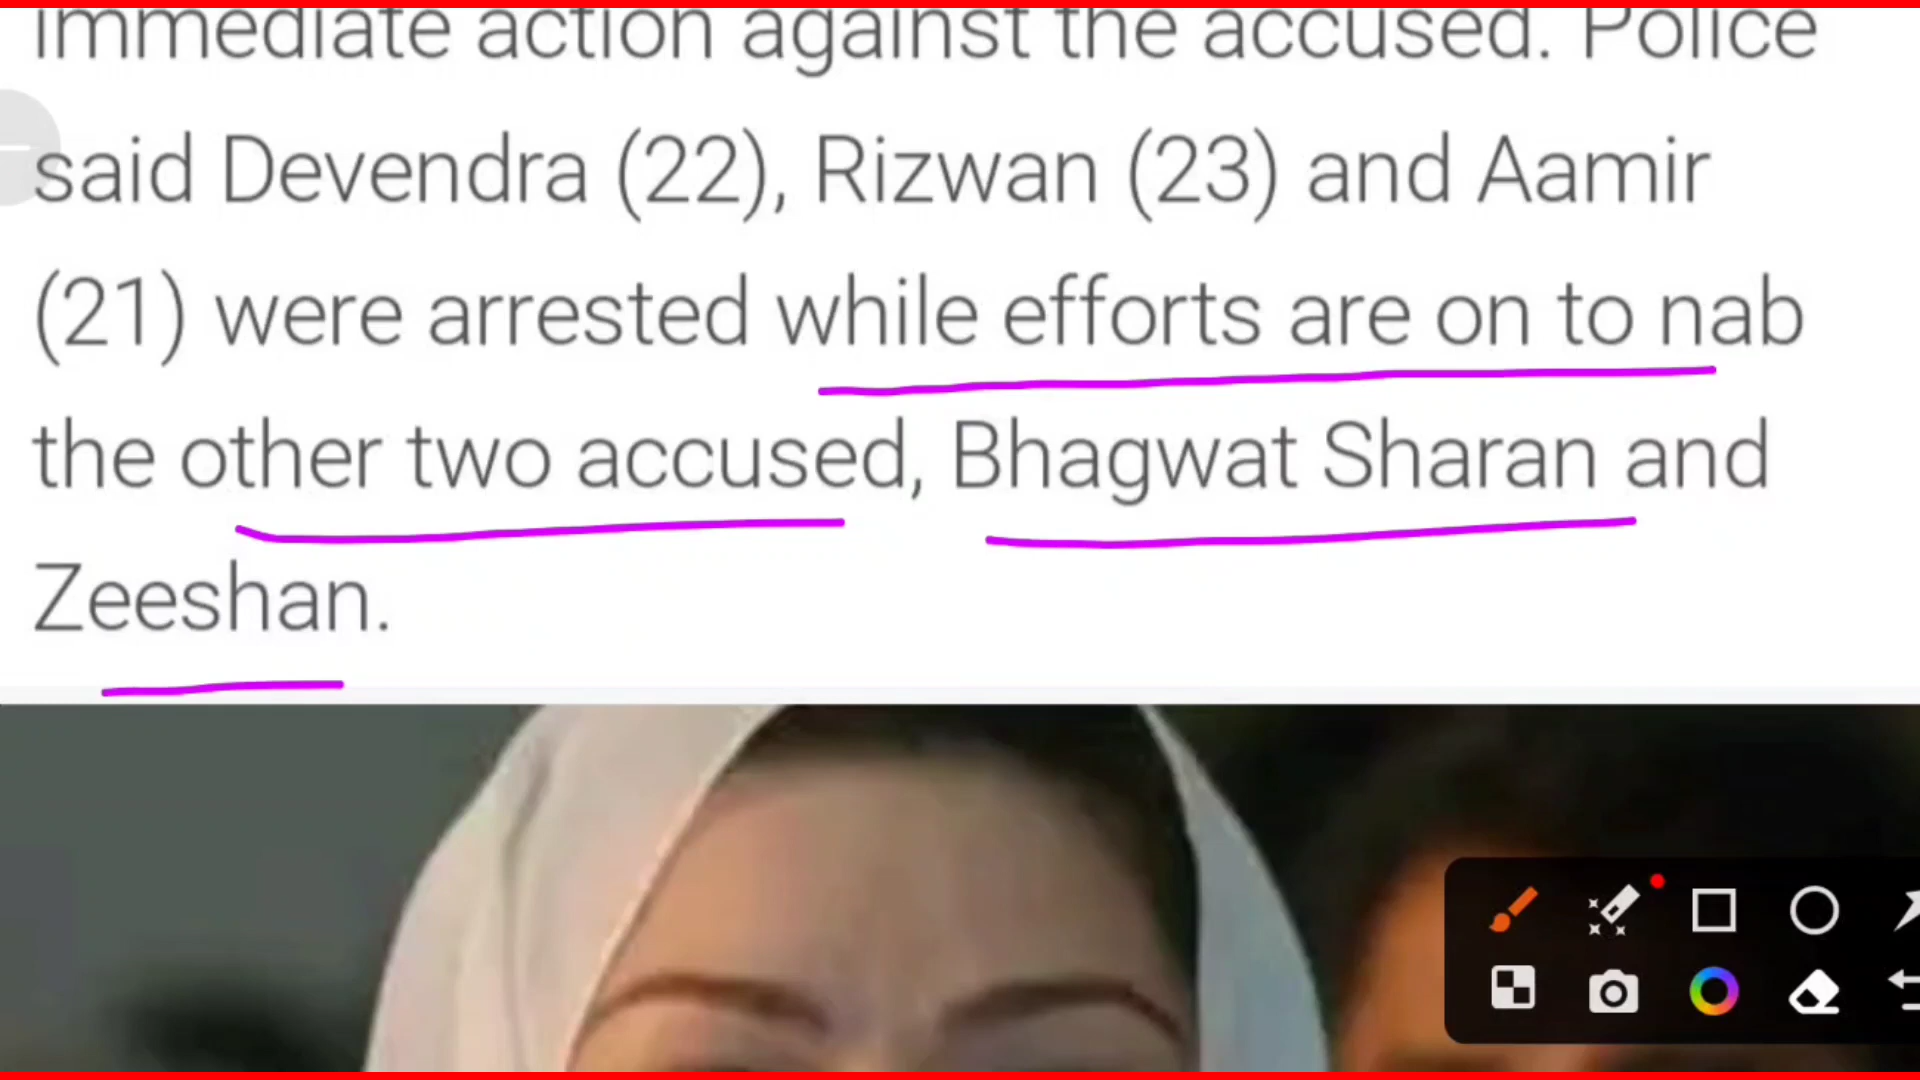 immediate action against the accused. Police
said Devendra (22), Rizwan (23) and Aamir
(21) were arrested while efforts are on to nab
the other two accused, Bhagwat Sharan and
Zeeshan.